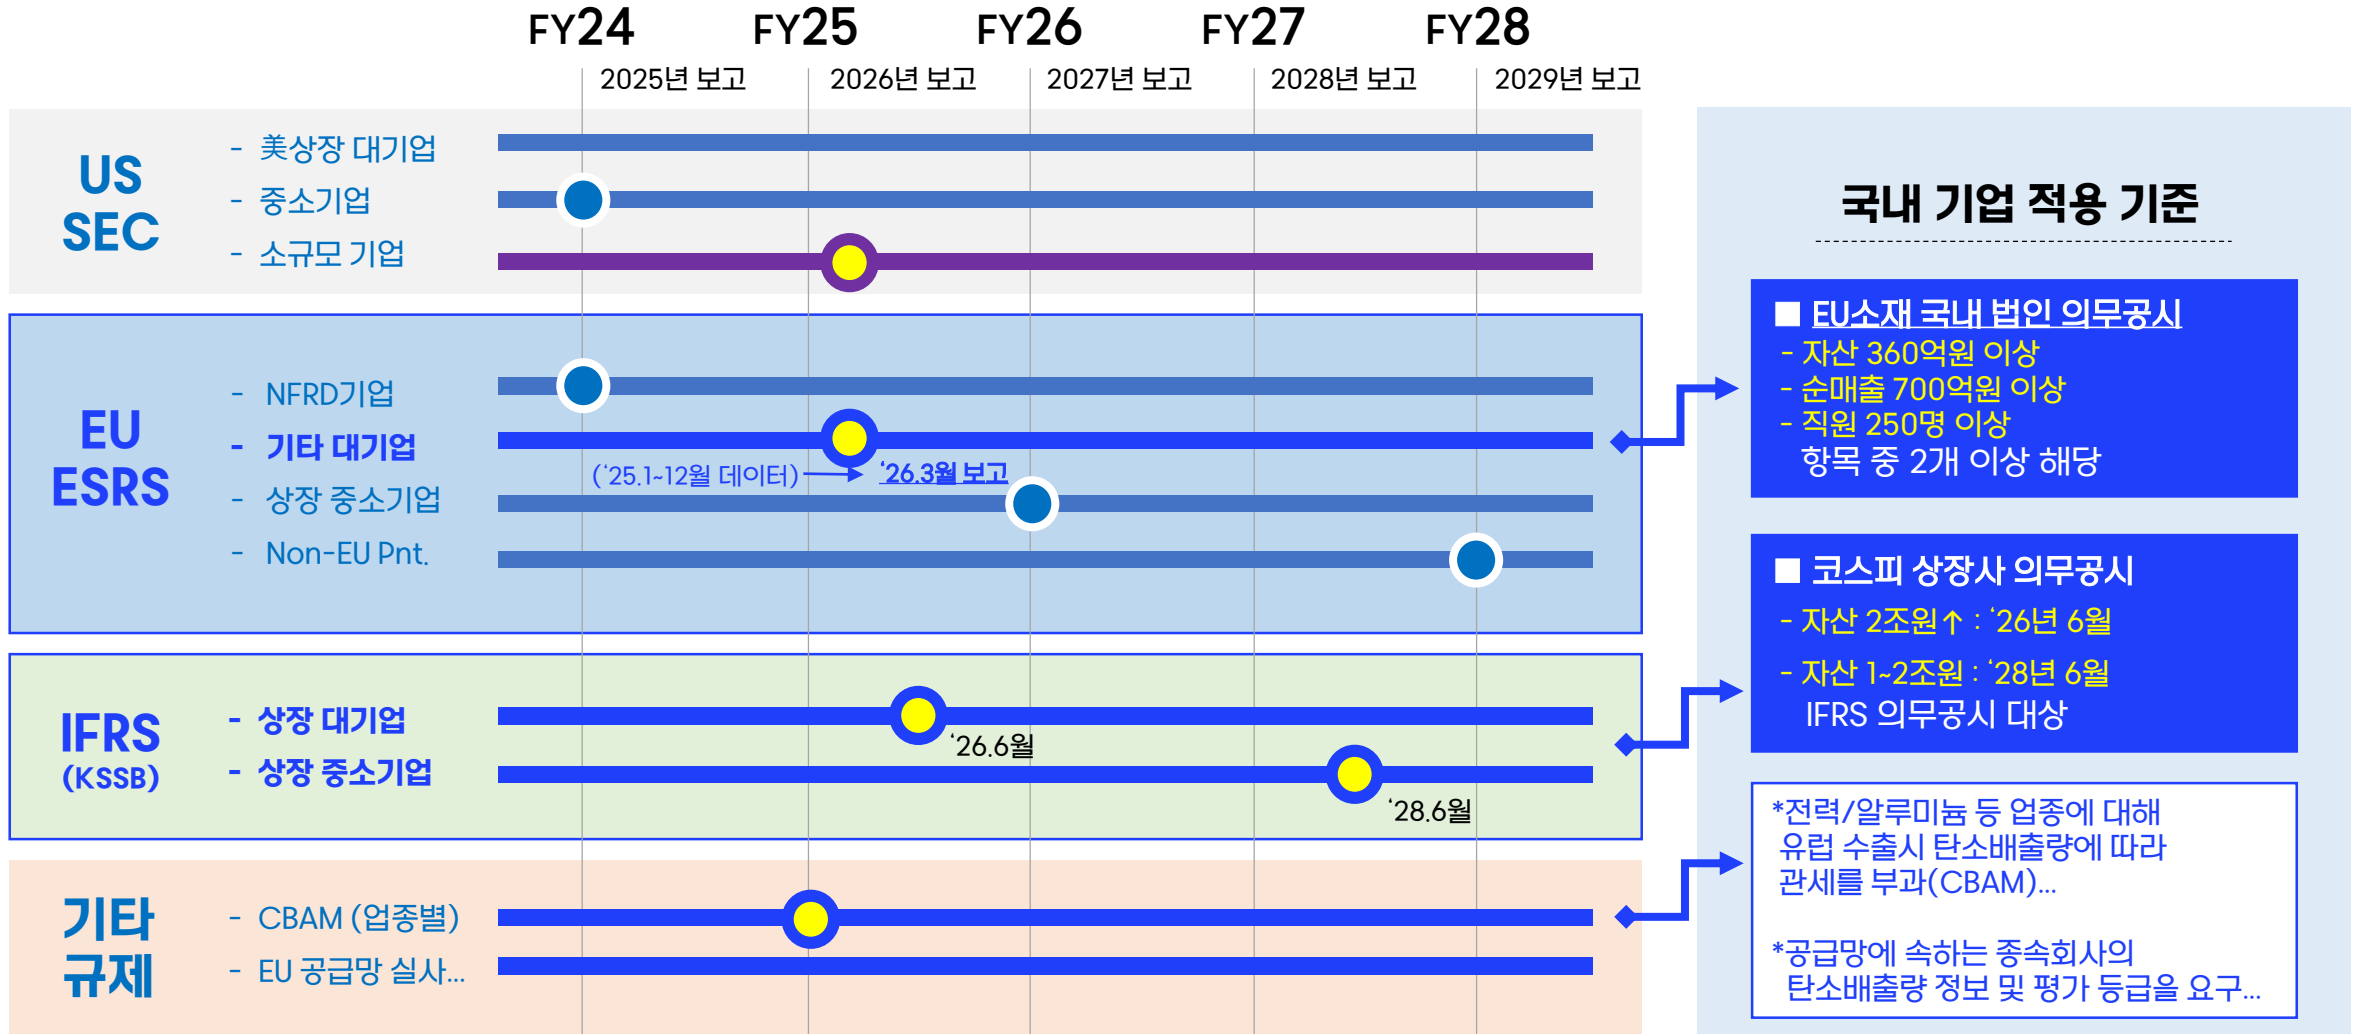 FY24 FY25 FY26 FY27 FY28
2025년 보고 2026년 보고 2027년 보고 2028년 보고 2029년 보고
US
SEC
- 美상장 대기업
- 중소기업
- 소규모 기업
EU
ESRS
- NFRD기업
- 기타 대기업
(‘25.1~12월 데이터) ‘26.3월 보고
- 상장 중소기업
- Non-EU Pnt.
IFRS
(KSSB)
- 상장 대기업
‘26.6월
- 상장 중소기업
‘28.6월
기타
규제
- CBAM (업종별)
- EU 공급망 실사...
국내 기업 적용 기준
■ EU소재 국내 법인 의무공시
- 자산 360억원 이상
- 순매출 700억원 이상
- 직원 250명 이상
항목 중 2개 이상 해당
■ 코스피 상장사 의무공시
- 자산 2조원↑ : ‘26년 6월
- 자산 1~2조원 : ‘28년 6월
IFRS 의무공시 대상
*전력/알루미늄 등 업종에 대해
유럽 수출시 탄소배출량에 따라
관세를 부과(CBAM)...
*공급망에 속하는 종속회사의
탄소배출량 정보 및 평가 등급을 요구...